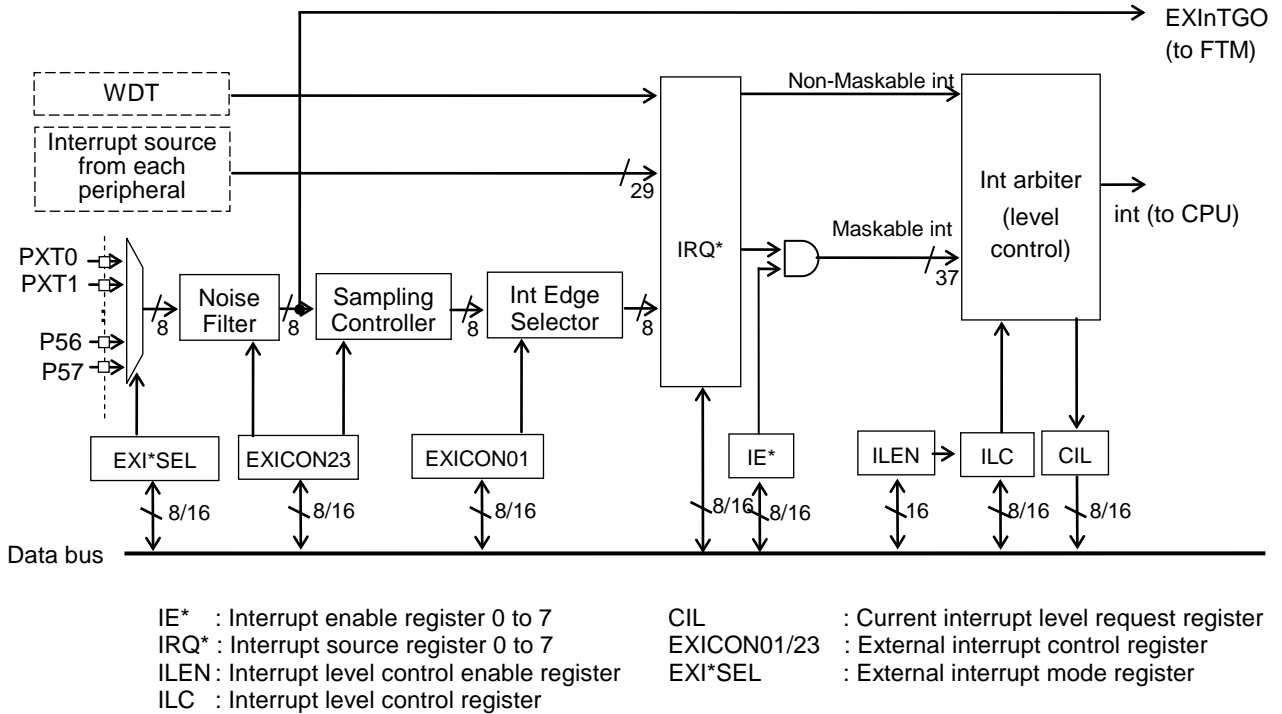 EXInTGO
(to FTM)
WDT
Non-Maskable int
Interrupt source
from each
peripheral
29
Int arbiter
(level
control)
int (to CPU)
IRQ*
Maskable int
37
PXT0
PXT1
:
P56
P57
8
Noise
Filter
8
Sampling
Controller
8
Int Edge
Selector
8
EXI*SEL
EXICON23
EXICON01
IE*
ILEN
ILC
CIL
8/16
8/16
8/16
8/16
8/16
16
8/16
8/16
Data bus
IE* : Interrupt enable register 0 to 7
IRQ* : Interrupt source register 0 to 7
ILEN : Interrupt level control enable register
ILC : Interrupt level control register
CIL : Current interrupt level request register
EXICON01/23 : External interrupt control register
EXI*SEL : External interrupt mode register